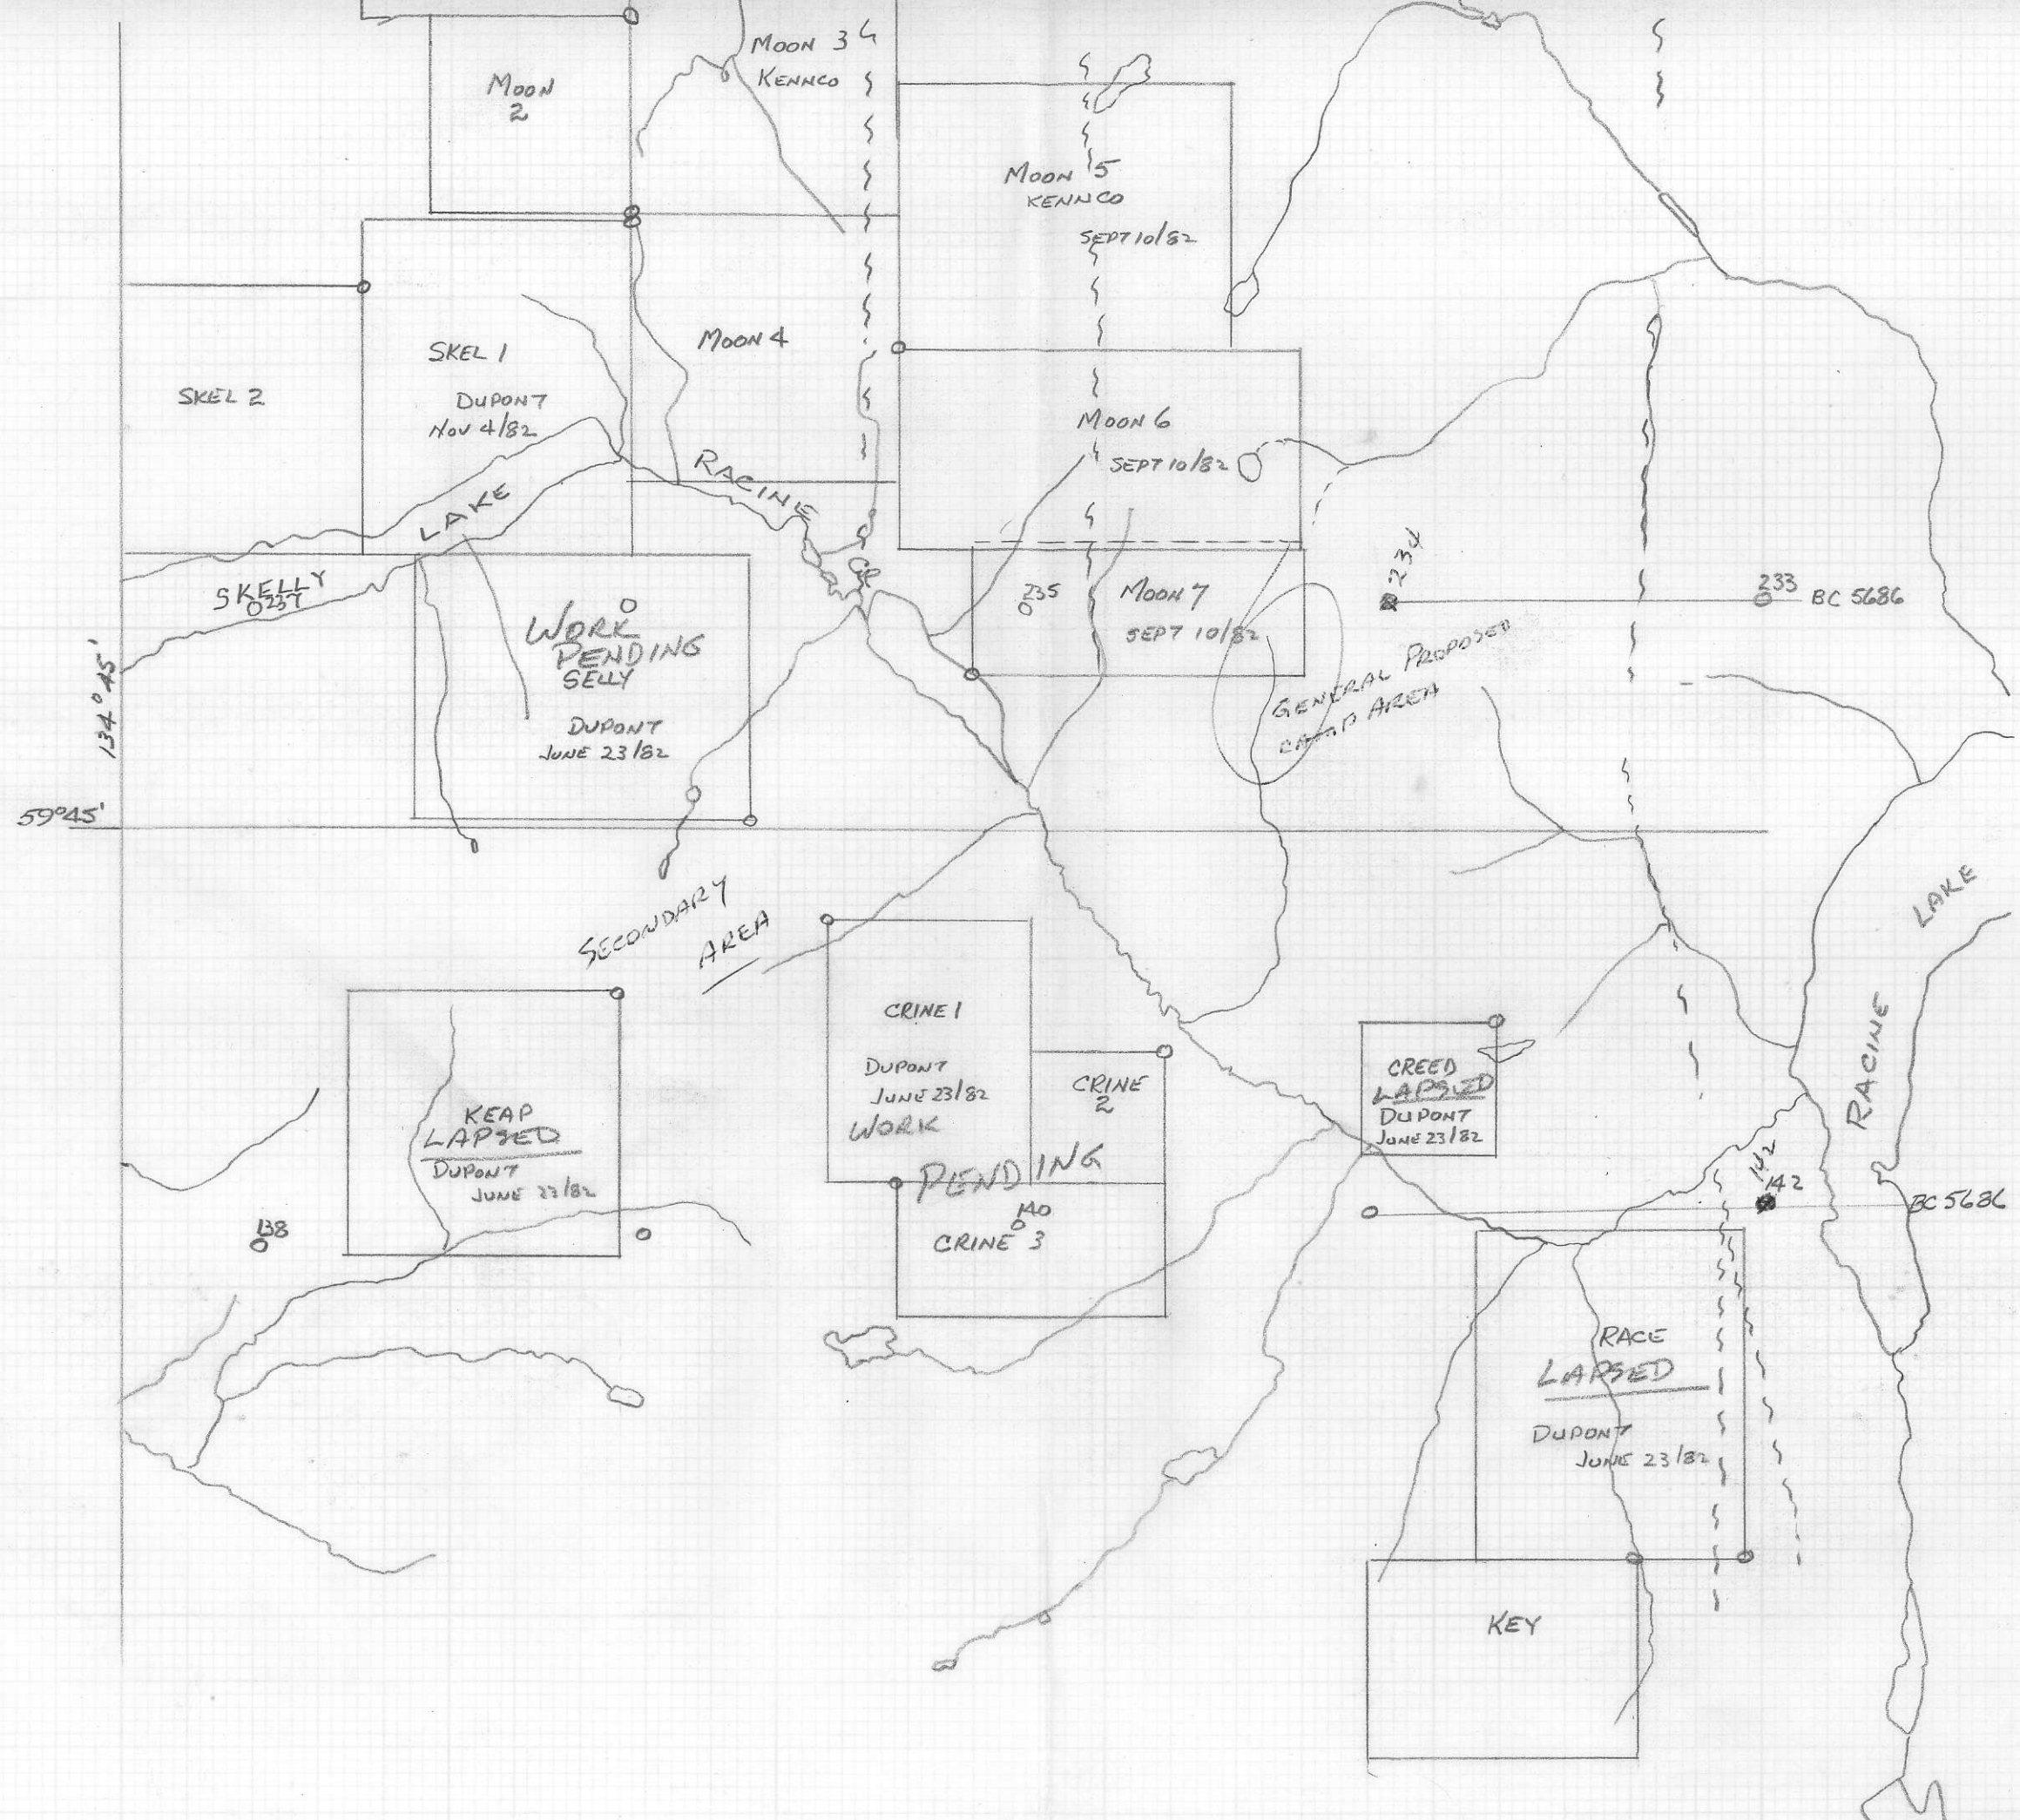 MOON 3
KENNCO
MOON
2
MOON 5
KENNCO
SEPT 10/82
SKEL 1
DUPONT
NOV 4/82
MOON 4
SKEL 2
MOON 6
SEPT 10/82
RACINE
CR
LAKE
SKELLY
237
WORK
PENDING
SELLY
DUPONT
JUNE 23/82
235
MOON 7
SEPT 10/82
234
233
BC 5686
GENERAL PROPOSED
CAMP AREA
134° 45'
59°45'
SECONDARY
AREA
LAKE
RACINE
CRINE 1
DUPONT
JUNE 23/82
WORK
PENDING
CRINE
2
140
CRINE 3
CREED
LAPSED
DUPONT
JUNE 23/82
KEAP
LAPSED
DUPONT
JUNE 23/82
138
142
142
BC 5686
RACE
LAPSED
DUPONT
JUNE 23/82
KEY